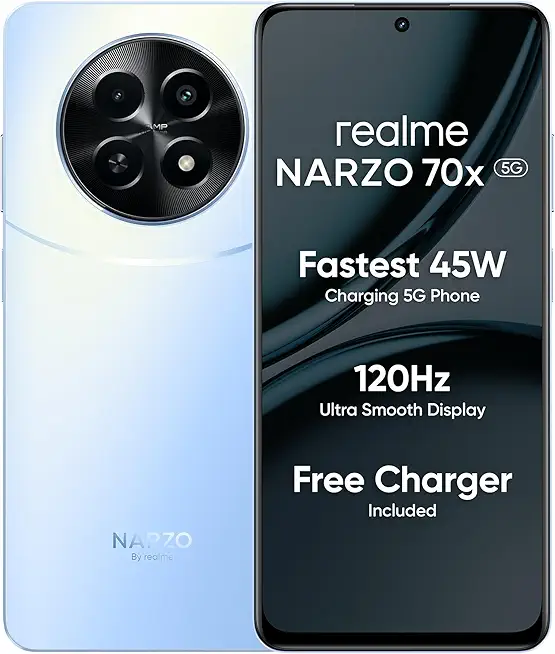 MP
NARZO
By realme
realme
NARZO 70x 5G
Fastest 45W
Charging 5G Phone
120Hz
Ultra Smooth Display
Free Charger
Included